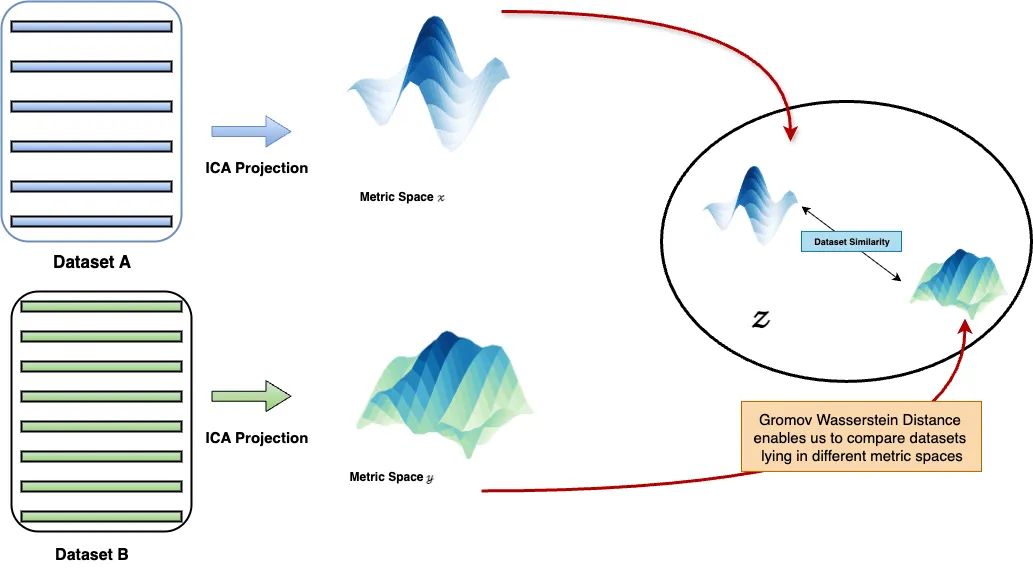 ICA Projection
Metric Space x
Dataset A
Dataset Similarity
z
ICA Projection
Metric Space y
Dataset B
Gromov Wasserstein Distance
enables us to compare datasets
lying in different metric spaces